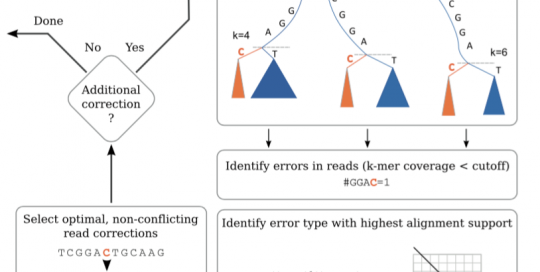 Done
No Yes
Additional
correction
?
Select optimal, non-conflicting
read corrections
TCGGACTGCAAG
k=4
G
G
A
C
T
G
G
A
C
T
C
G
G
A
k=6
C
T
Identify errors in reads (k-mer coverage < cutoff)
#GGAC=1
Identify error type with highest alignment support